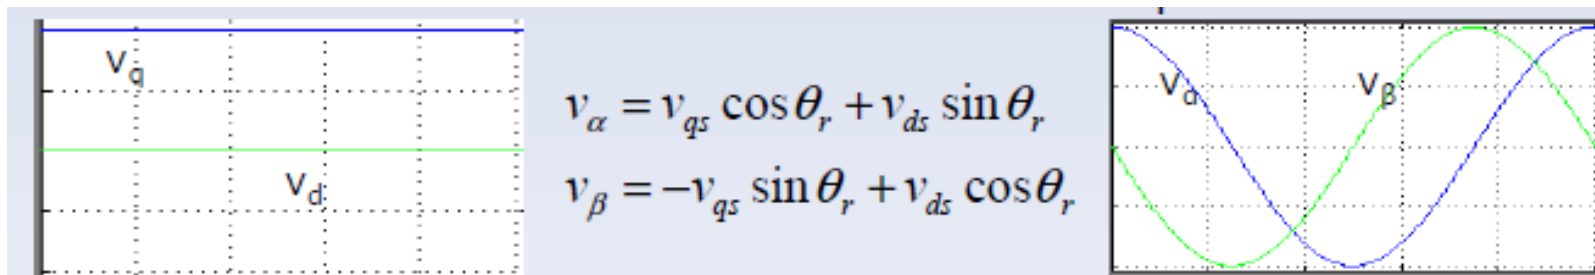 Vq
Vd
vα = vqs cos θr + vds sin θr
vβ = −vqs sin θr + vds cos θr
Vα
Vβ